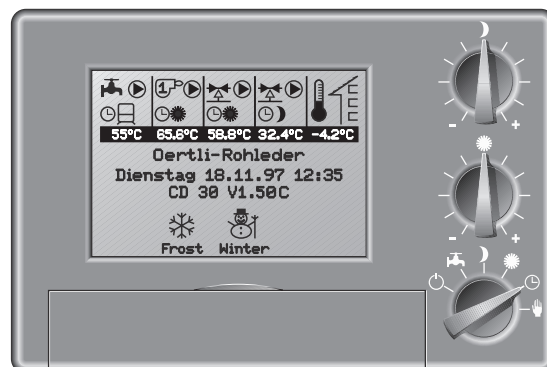 1
55°C 65.6°C 58.8°C 32.4°C -4.2°C
Oertli-Rohleder
Dienstag 18.11.97 12:35
CD 30 V1.50C
Frost Winter
- +
- +